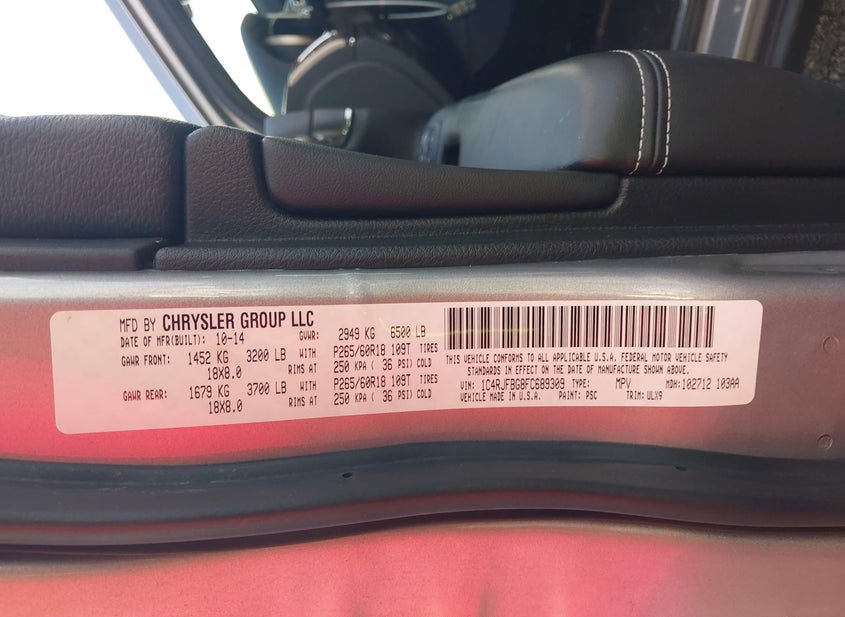 MFD BY CHRYSLER GROUP LLC
DATE OF MFR(BUILT): 10-14 GVWR: 2949 KG 6500 LB
GAWR FRONT: 1452 KG 3200 LB WITH P265/60R18 109T TIRES
18X8.0 RIMS AT 250 KPA ( 36 PSI) COLD
GAWR REAR: 1679 KG 3700 LB WITH P265/60R18 109T TIRES
18X8.0 RIMS AT 250 KPA ( 36 PSI) COLD
THIS VEHICLE CONFORMS TO ALL APPLICABLE U.S.A. FEDERAL MOTOR VEHICLE SAFETY
STANDARDS IN EFFECT ON THE DATE OF MANUFACTURE SHOWN ABOVE.
VIN: 1C4RJFBG8FC689309 TYPE: MPV MDH:102712 103AA
VEHICLE MADE IN U.S.A. PAINT: PSC TRIM: ULX9